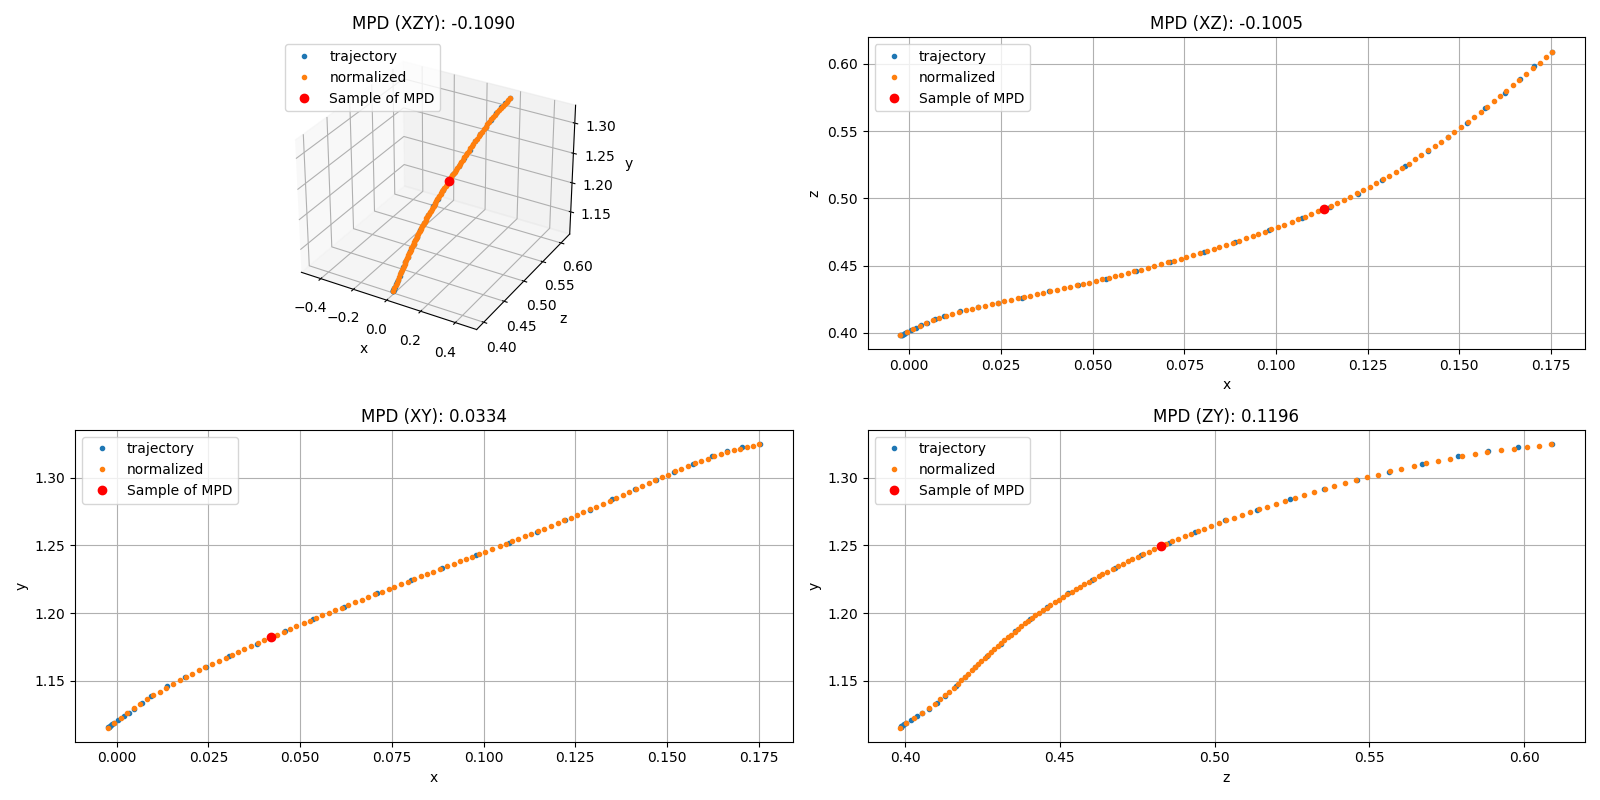 MPD (XZY): -0.1090
trajectory
normalized
Sample of MPD
1.30
1.25
1.20
1.15
y
−0.4
−0.2
0.0
0.2
0.4
x
0.40
0.45
0.50
0.55
0.60
z
MPD (XZ): -0.1005
trajectory
normalized
Sample of MPD
0.60
0.55
0.50
0.45
0.40
z
0.000 0.025 0.050 0.075 0.100 0.125 0.150 0.175
x
MPD (XY): 0.0334
trajectory
normalized
Sample of MPD
1.30
1.25
1.20
1.15
y
0.000 0.025 0.050 0.075 0.100 0.125 0.150 0.175
x
MPD (ZY): 0.1196
trajectory
normalized
Sample of MPD
1.30
1.25
1.20
1.15
y
0.40 0.45 0.50 0.55 0.60
z